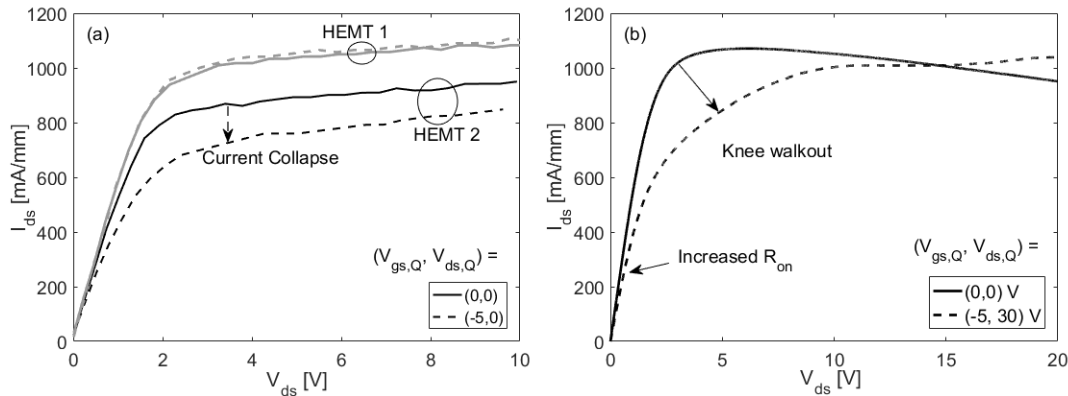 (a)
1200
1000
800
600
400
200
0
I_ds [mA/mm]
0
2
4
6
8
10
V_ds [V]
HEMT 1
HEMT 2
Current Collapse
(V_gs,Q, V_ds,Q) =
(0,0)
(-5,0)
(b)
1200
1000
800
600
400
200
0
I_ds [mA/mm]
0
5
10
15
20
V_ds [V]
Knee walkout
Increased R_on
(V_gs,Q, V_ds,Q) =
(0,0) V
(-5, 30) V